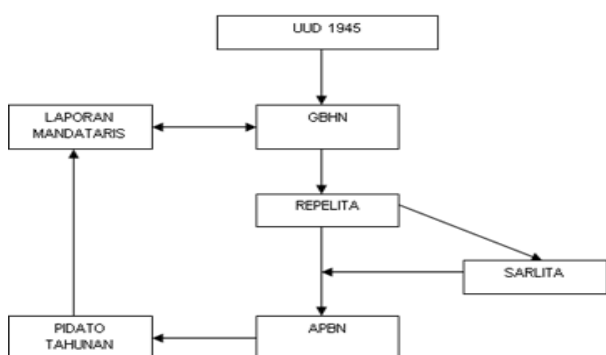 UUD 1945
LAPORAN
MANDATARIS
GBHN
REPELITA
SARLITA
PIDATO
TAHUNAN
APBN